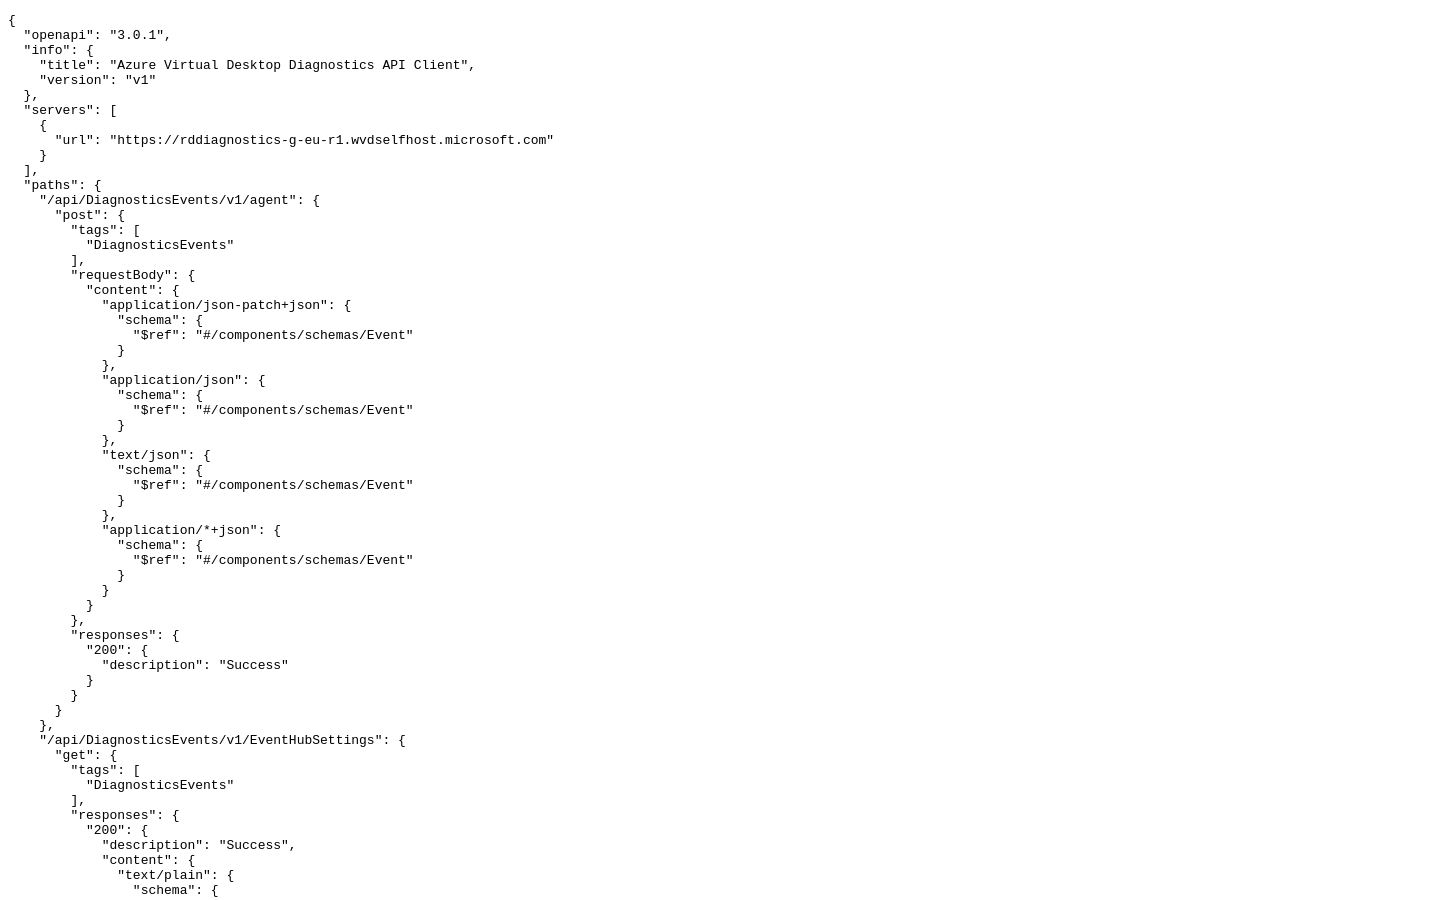 {
  "openapi": "3.0.1",
  "info": {
    "title": "Azure Virtual Desktop Diagnostics API Client",
    "version": "v1"
  },
  "servers": [
    {
      "url": "https://rddiagnostics-g-eu-r1.wvdselfhost.microsoft.com"
    }
  ],
  "paths": {
    "/api/DiagnosticsEvents/v1/agent": {
      "post": {
        "tags": [
          "DiagnosticsEvents"
        ],
        "requestBody": {
          "content": {
            "application/json-patch+json": {
              "schema": {
                "$ref": "#/components/schemas/Event"
              }
            },
            "application/json": {
              "schema": {
                "$ref": "#/components/schemas/Event"
              }
            },
            "text/json": {
              "schema": {
                "$ref": "#/components/schemas/Event"
              }
            },
            "application/*+json": {
              "schema": {
                "$ref": "#/components/schemas/Event"
              }
            }
          }
        },
        "responses": {
          "200": {
            "description": "Success"
          }
        }
      }
    },
    "/api/DiagnosticsEvents/v1/EventHubSettings": {
      "get": {
        "tags": [
          "DiagnosticsEvents"
        ],
        "responses": {
          "200": {
            "description": "Success",
            "content": {
              "text/plain": {
                "schema": {